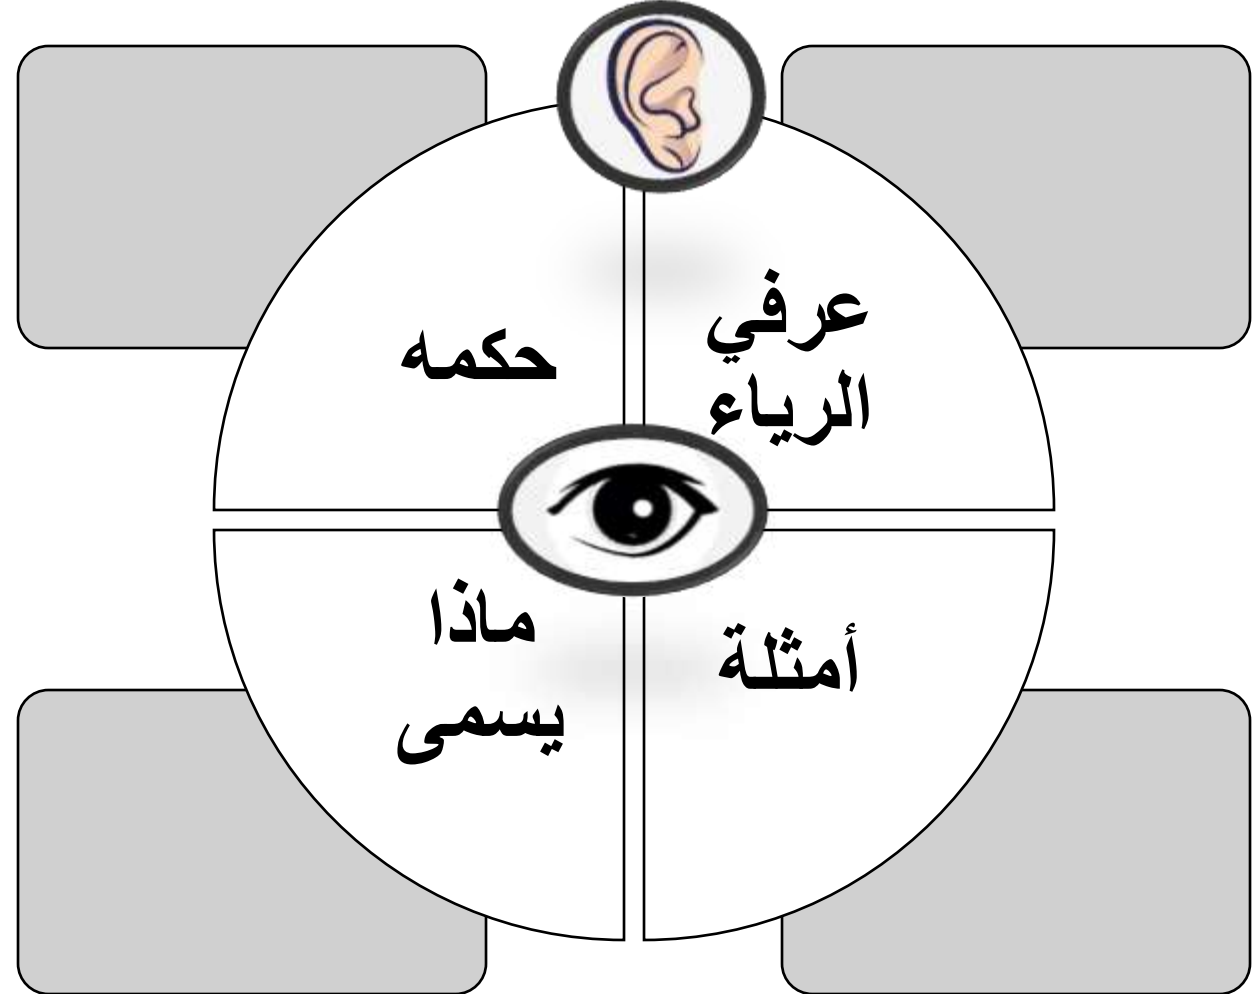 عرفي
الرياء
حكمه
أمثلة
ماذا
يسمى